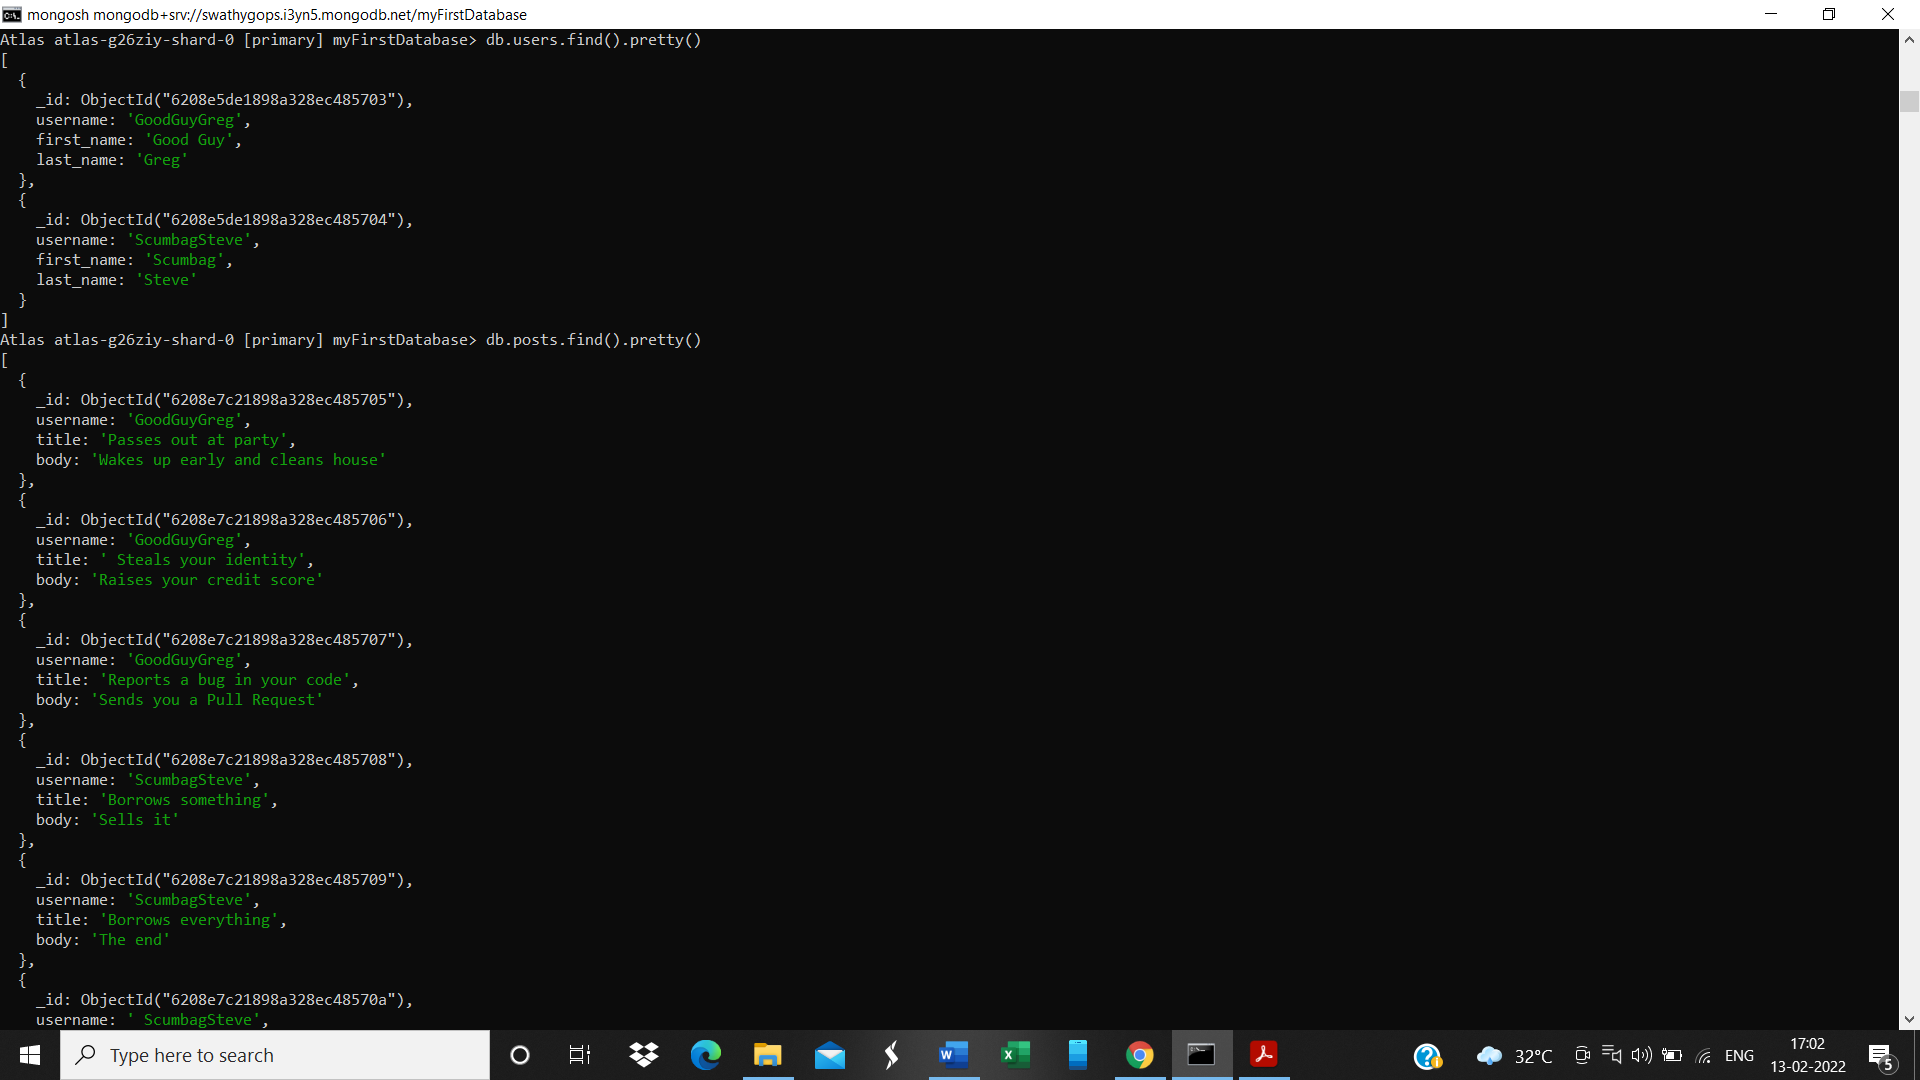 mongosh mongodb+srv://swathygops.i3yn5.mongodb.net/myFirstDatabase
Atlas atlas-g26ziy-shard-0 [primary] myFirstDatabase> db.users.find().pretty()
[
  {
    _id: ObjectId("6208e5de1898a328ec485703"),
    username: 'GoodGuyGreg',
    first_name: 'Good Guy',
    last_name: 'Greg'
  },
  {
    _id: ObjectId("6208e5de1898a328ec485704"),
    username: 'ScumbagSteve',
    first_name: 'Scumbag',
    last_name: 'Steve'
  }
]
Atlas atlas-g26ziy-shard-0 [primary] myFirstDatabase> db.posts.find().pretty()
[
  {
    _id: ObjectId("6208e7c21898a328ec485705"),
    username: 'GoodGuyGreg',
    title: 'Passes out at party',
    body: 'Wakes up early and cleans house'
  },
  {
    _id: ObjectId("6208e7c21898a328ec485706"),
    username: 'GoodGuyGreg',
    title: ' Steals your identity',
    body: 'Raises your credit score'
  },
  {
    _id: ObjectId("6208e7c21898a328ec485707"),
    username: 'GoodGuyGreg',
    title: 'Reports a bug in your code',
    body: 'Sends you a Pull Request'
  },
  {
    _id: ObjectId("6208e7c21898a328ec485708"),
    username: 'ScumbagSteve',
    title: 'Borrows something',
    body: 'Sells it'
  },
  {
    _id: ObjectId("6208e7c21898a328ec485709"),
    username: 'ScumbagSteve',
    title: 'Borrows everything',
    body: 'The end'
  },
  {
    _id: ObjectId("6208e7c21898a328ec48570a"),
    username: ' ScumbagSteve',
Type here to search
32°C
ENG
17:02
13-02-2022
5